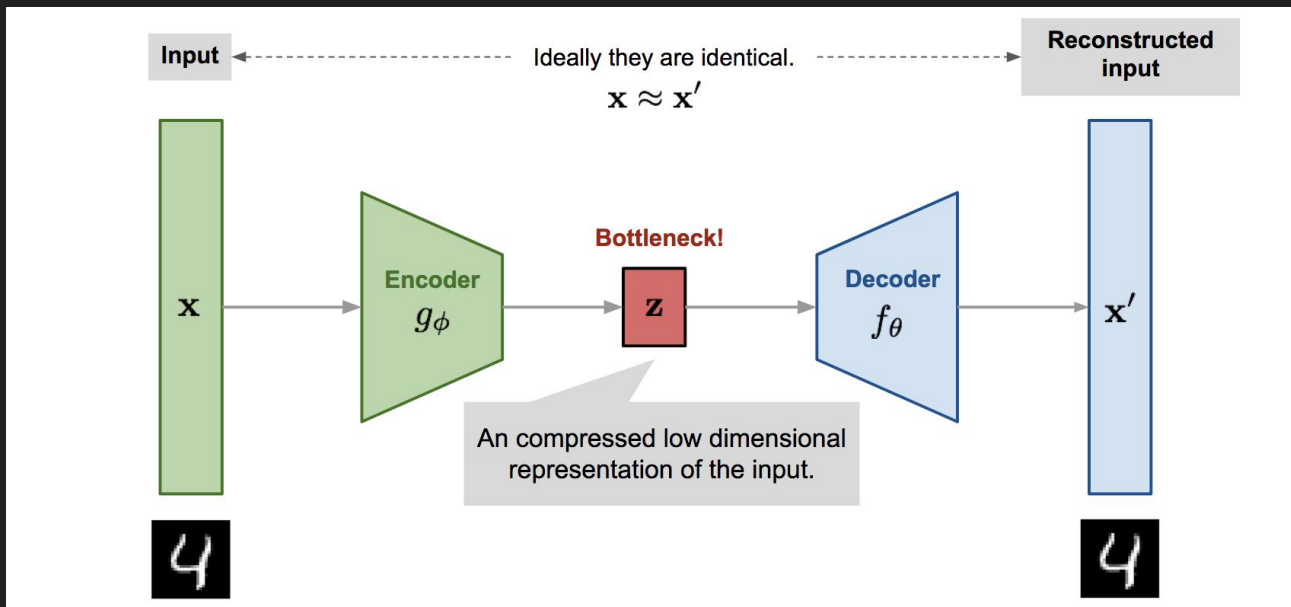 Input
Ideally they are identical.
x ≈ x′
Reconstructed
input
x
Encoder
gϕ
Bottleneck!
z
Decoder
fθ
x′
An compressed low dimensional
representation of the input.
4
4